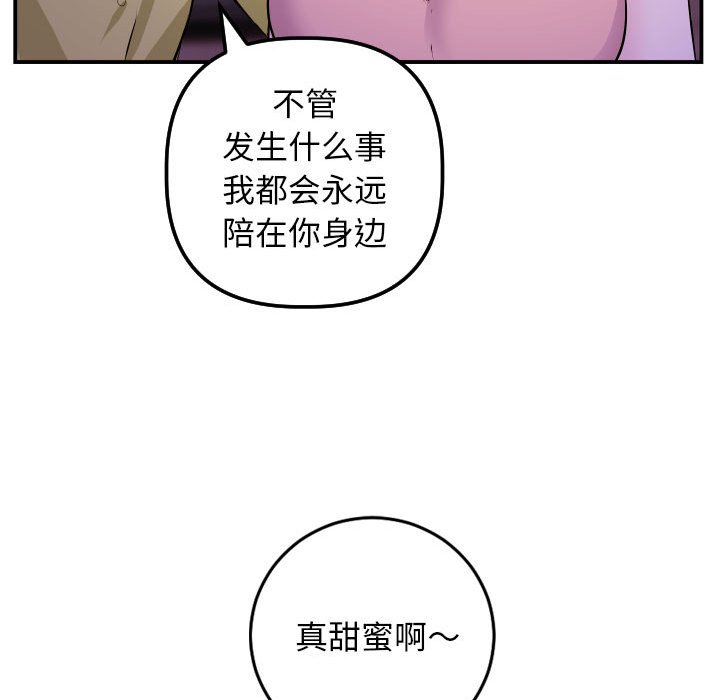 不管
发生什么事
我都会永远
陪在你身边
真甜蜜啊～